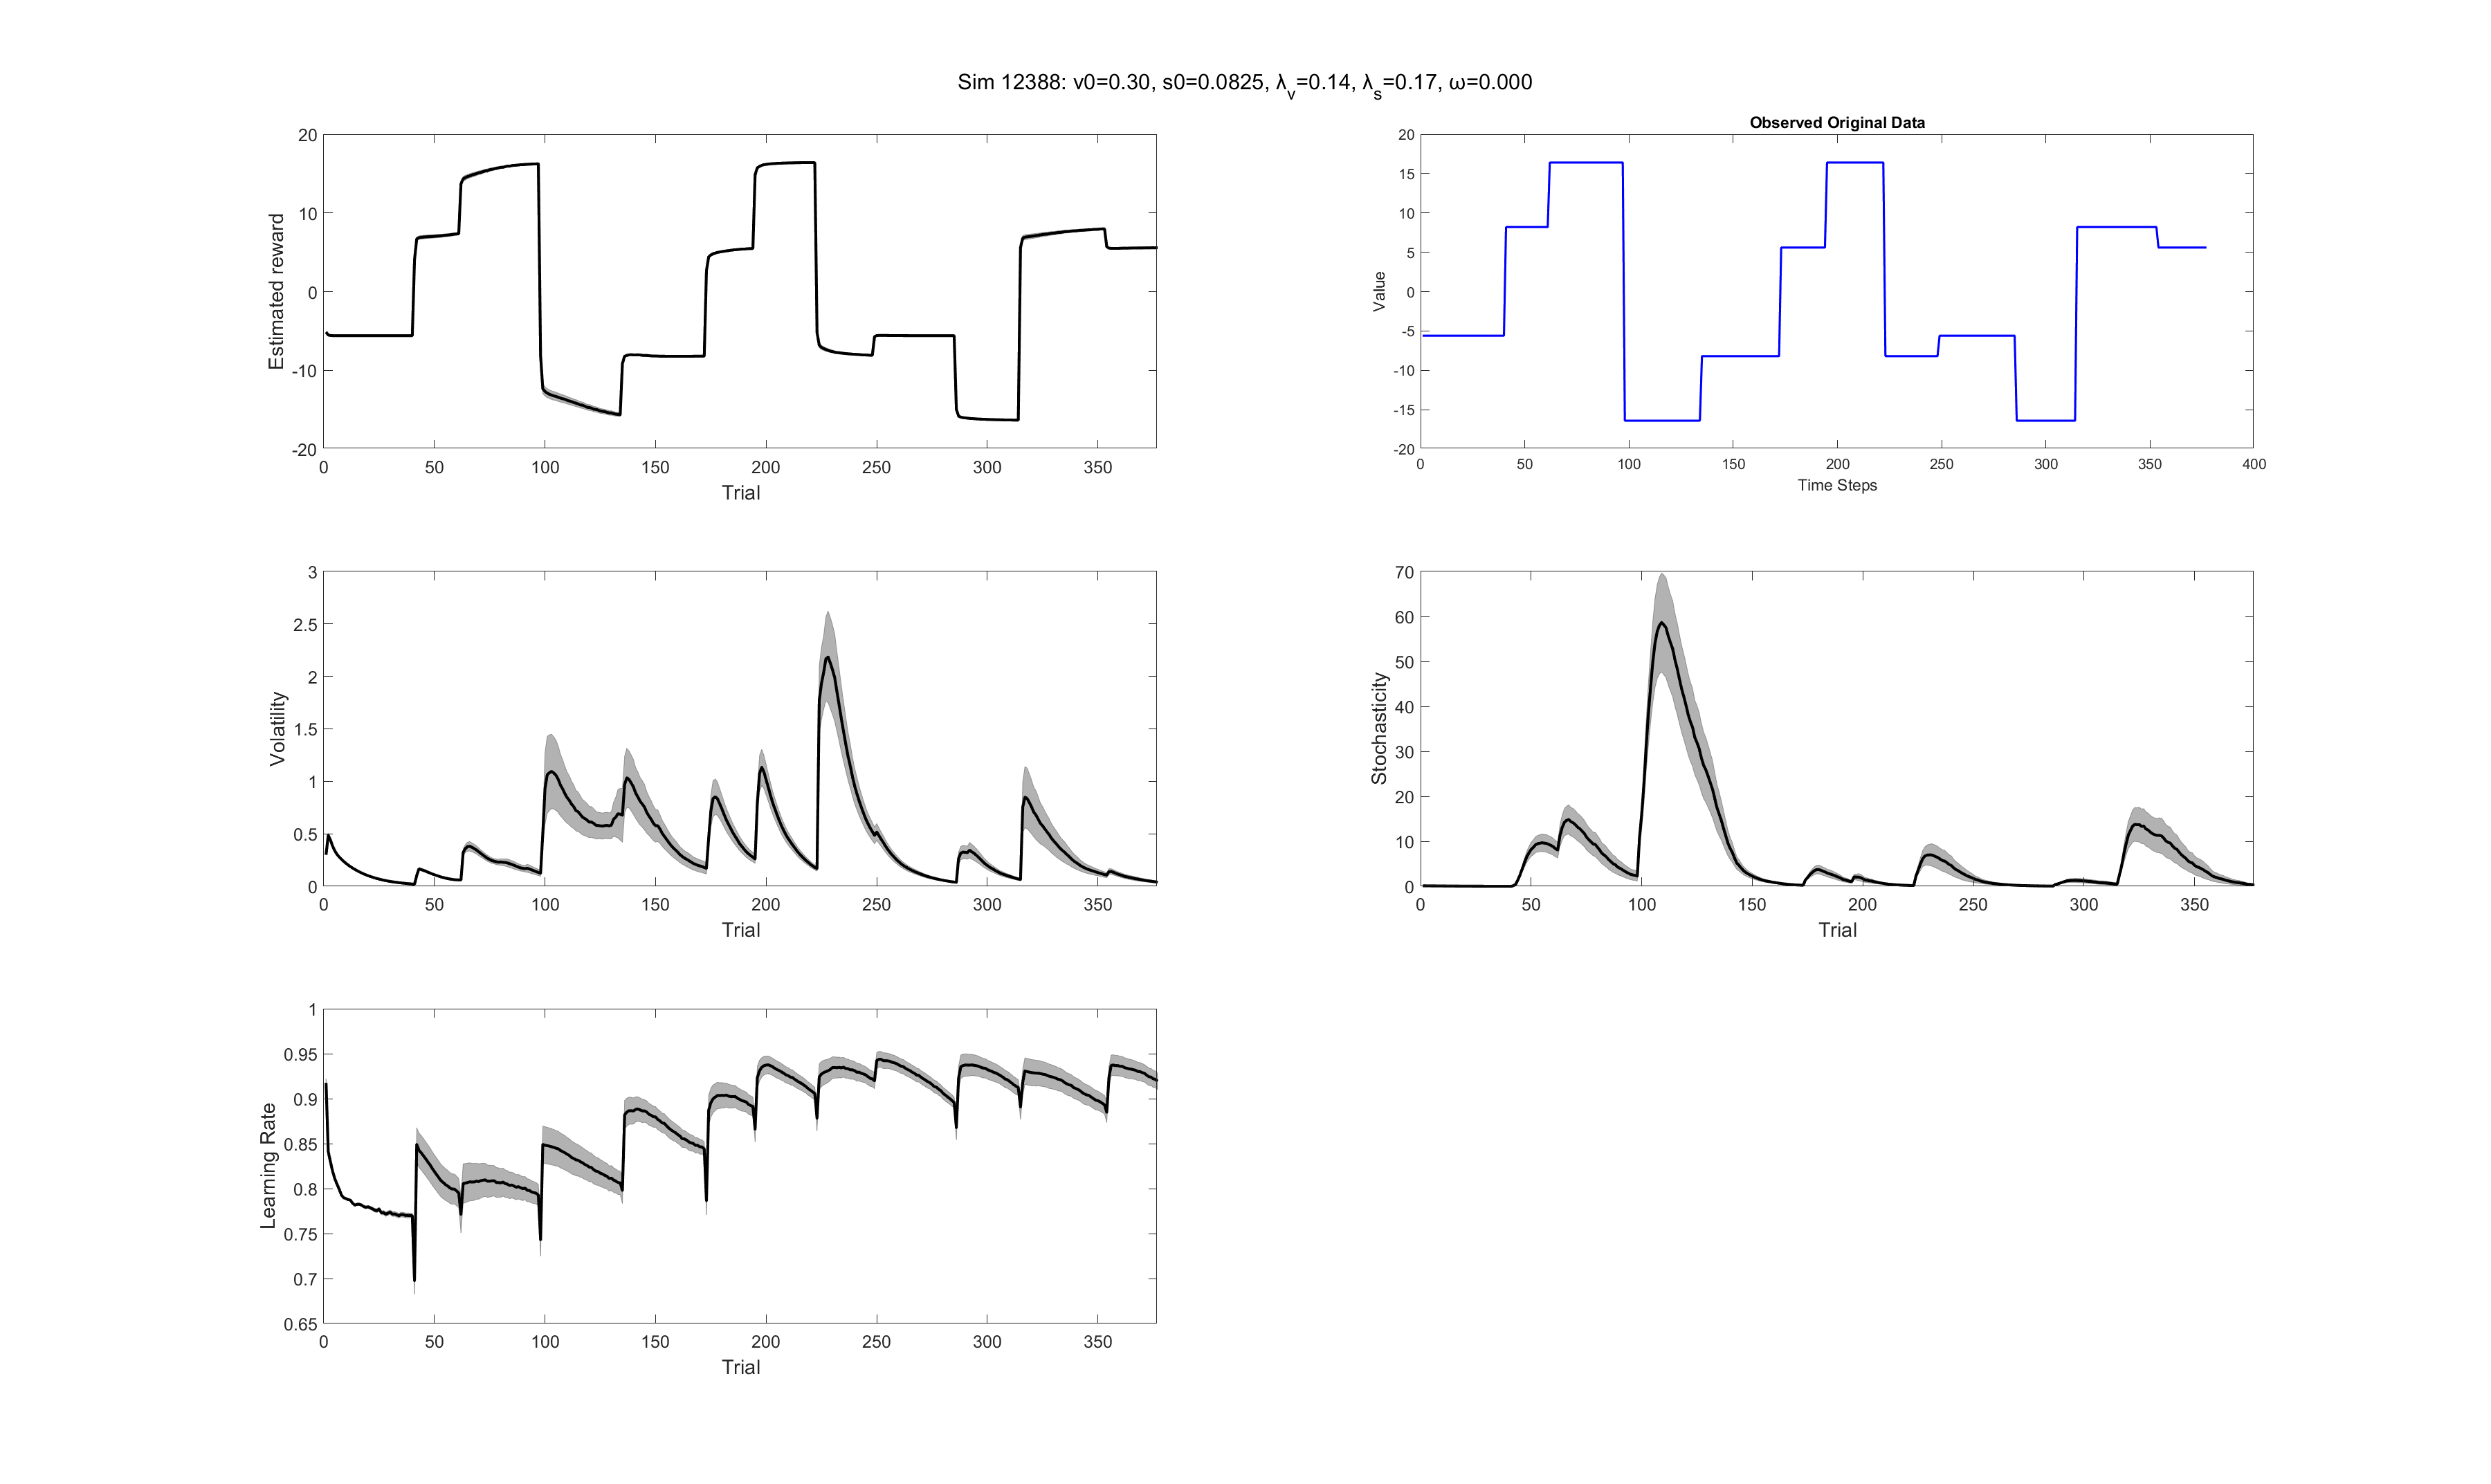 Sim 12388: v0=0.30, s0=0.0825, λv=0.14, λs=0.17, ω=0.000
20
10
0
-10
-20
Estimated reward
0 50 100 150 200 250 300 350
Trial
Observed Original Data
20
15
10
5
0
-5
-10
-15
-20
Value
0 50 100 150 200 250 300 350 400
Time Steps
3
2.5
2
1.5
1
0.5
0
Volatility
0 50 100 150 200 250 300 350
Trial
70
60
50
40
30
20
10
0
Stochasticity
0 50 100 150 200 250 300 350
Trial
1
0.95
0.9
0.85
0.8
0.75
0.7
0.65
Learning Rate
0 50 100 150 200 250 300 350
Trial